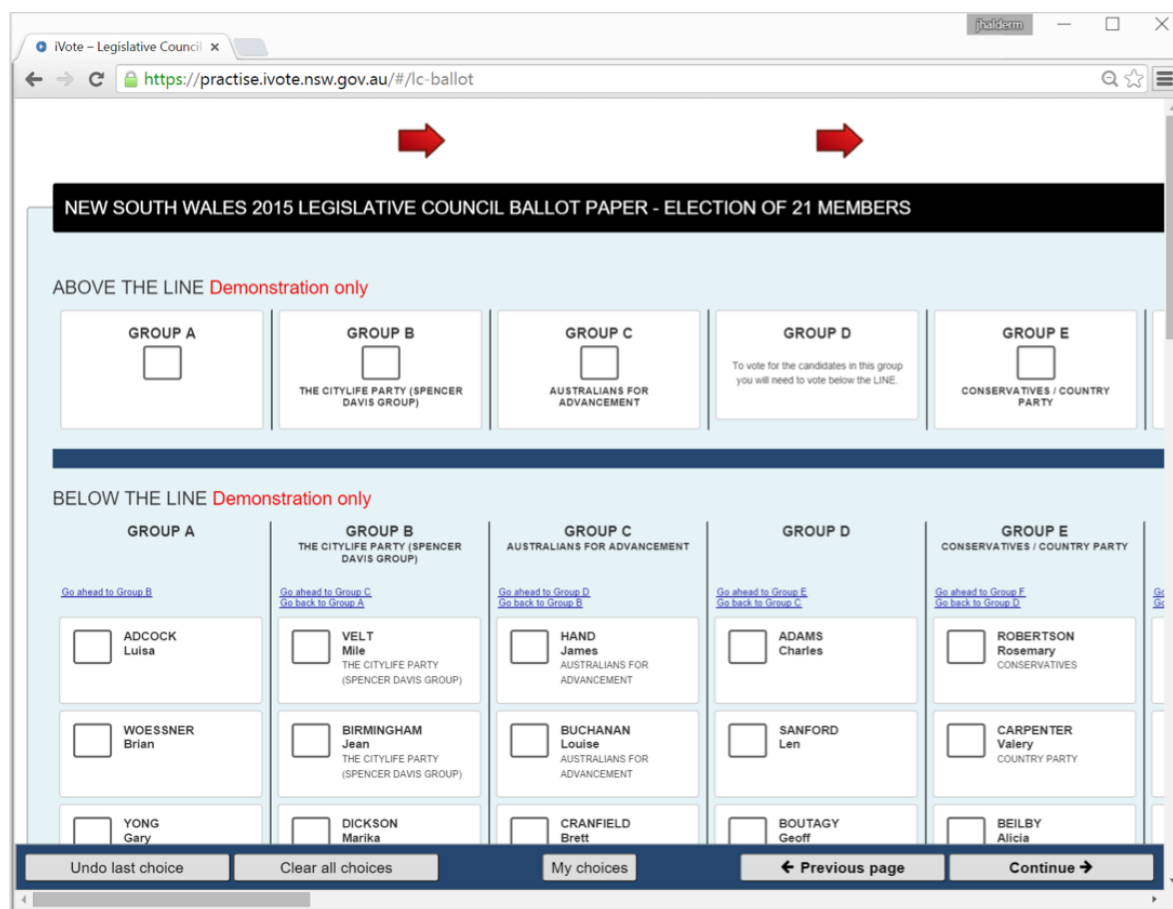 jhalderm
iVote – Legislative Council
https://practise.ivote.nsw.gov.au/#/lc-ballot
NEW SOUTH WALES 2015 LEGISLATIVE COUNCIL BALLOT PAPER - ELECTION OF 21 MEMBERS
ABOVE THE LINE Demonstration only
GROUP A
GROUP B
THE CITYLIFE PARTY (SPENCER
DAVIS GROUP)
GROUP C
AUSTRALIANS FOR
ADVANCEMENT
GROUP D
To vote for the candidates in this group
you will need to vote below the LINE.
GROUP E
CONSERVATIVES / COUNTRY
PARTY
BELOW THE LINE Demonstration only
GROUP A
Go ahead to Group B
ADCOCK
Luisa
WOESSNER
Brian
YONG
Gary
GROUP B
THE CITYLIFE PARTY (SPENCER
DAVIS GROUP)
Go ahead to Group C
Go back to Group A
VELT
Mile
THE CITYLIFE PARTY
(SPENCER DAVIS GROUP)
BIRMINGHAM
Jean
THE CITYLIFE PARTY
(SPENCER DAVIS GROUP)
DICKSON
Marika
GROUP C
AUSTRALIANS FOR ADVANCEMENT
Go ahead to Group D
Go back to Group B
HAND
James
AUSTRALIANS FOR
ADVANCEMENT
BUCHANAN
Louise
AUSTRALIANS FOR
ADVANCEMENT
CRANFIELD
Brett
GROUP D
Go ahead to Group E
Go back to Group C
ADAMS
Charles
SANFORD
Len
BOUTAGY
Geoff
GROUP E
CONSERVATIVES / COUNTRY PARTY
Go ahead to Group F
Go back to Group D
ROBERTSON
Rosemary
CONSERVATIVES
CARPENTER
Valery
COUNTRY PARTY
BEILBY
Alicia
Undo last choice
Clear all choices
My choices
← Previous page
Continue →